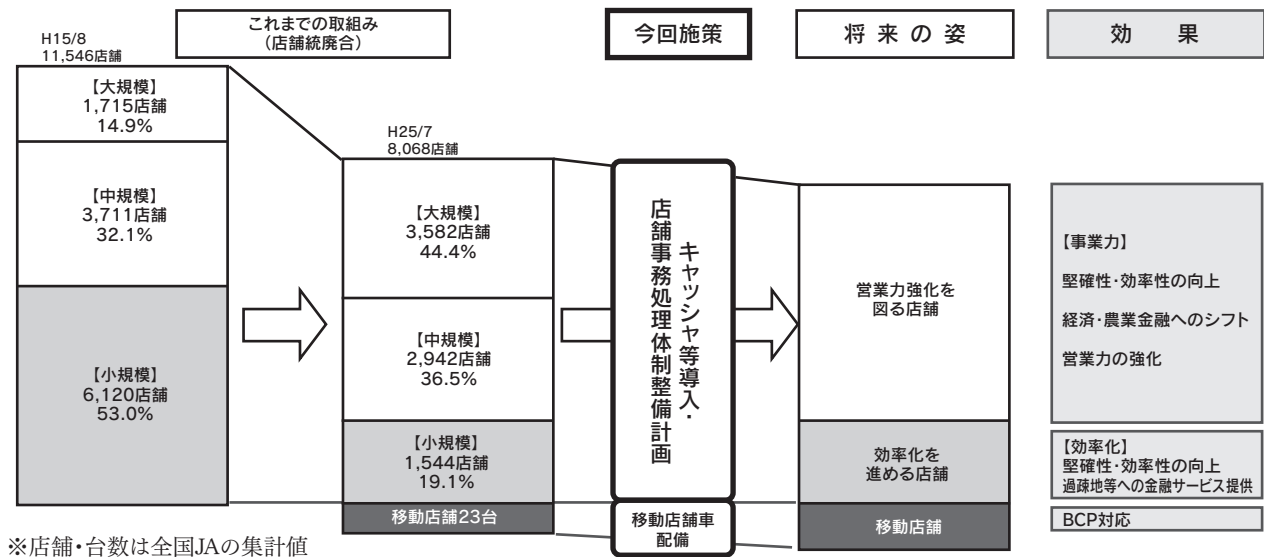 これまでの取組み
(店舗統廃合)
今回施策
将来の姿
効 果
H15/8
11,546店舗
【大規模】
1,715店舗
14.9%
【中規模】
3,711店舗
32.1%
【小規模】
6,120店舗
53.0%
H25/7
8,068店舗
【大規模】
3,582店舗
44.4%
【中規模】
2,942店舗
36.5%
【小規模】
1,544店舗
19.1%
移動店舗23台
キャッシャ等導入・
店舗事務処理体制整備計画
移動店舗車
配備
営業力強化を
図る店舗
効率化を
進める店舗
移動店舗
【事業力】
堅確性・効率性の向上
経済・農業金融へのシフト
営業力の強化
【効率化】
堅確性・効率性の向上
過疎地等への金融サービス提供
BCP対応
※店舗・台数は全国JAの集計値